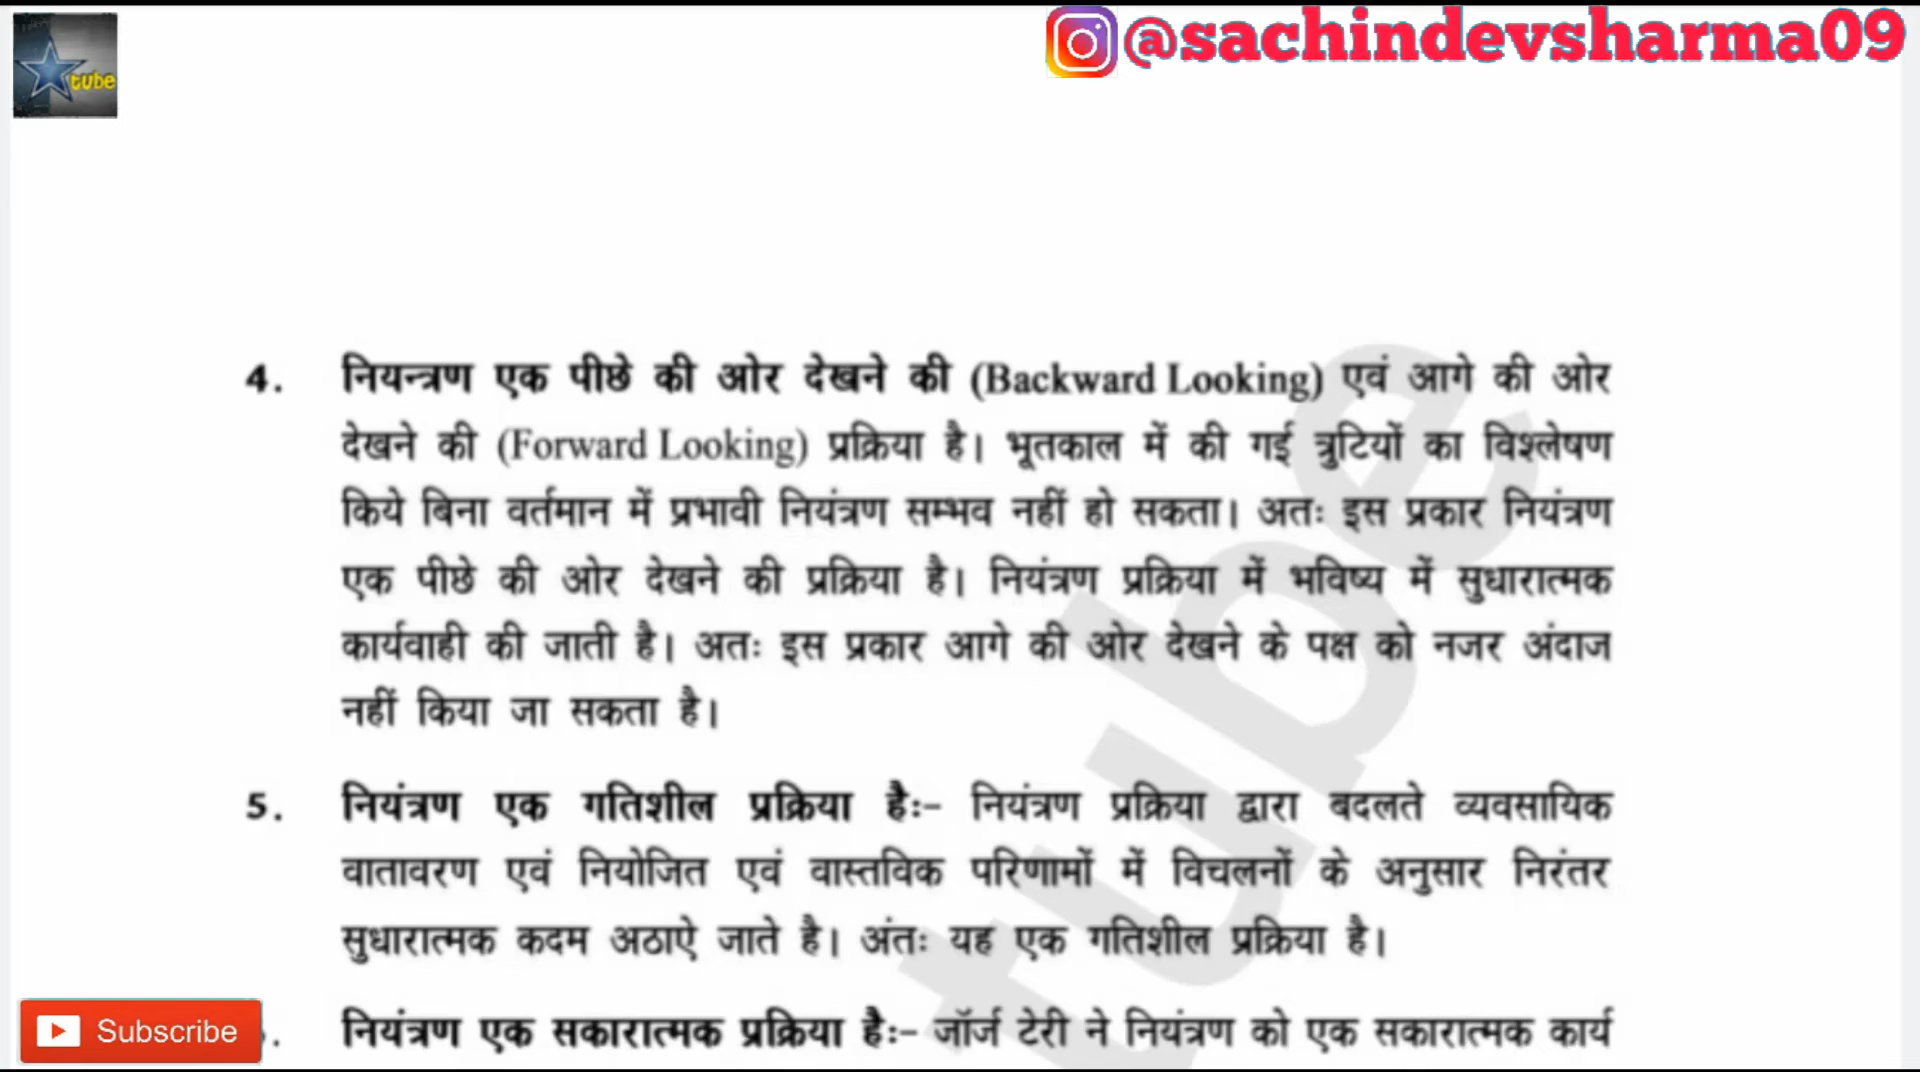 tube
@sachindevsharma09
4. नियन्त्रण एक पीछे की ओर देखने की (Backward Looking) एवं आगे की ओर
देखने की (Forward Looking) प्रक्रिया है। भूतकाल में की गई त्रुटियों का विश्लेषण
किये बिना वर्तमान में प्रभावी नियंत्रण सम्भव नहीं हो सकता। अतः इस प्रकार नियंत्रण
एक पीछे की ओर देखने की प्रक्रिया है। नियंत्रण प्रक्रिया में भविष्य में सुधारात्मक
कार्यवाही की जाती है। अतः इस प्रकार आगे की ओर देखने के पक्ष को नजर अंदाज
नहीं किया जा सकता है।
5. नियंत्रण एक गतिशील प्रक्रिया हैः- नियंत्रण प्रक्रिया द्वारा बदलते व्यवसायिक
वातावरण एवं नियोजित एवं वास्तविक परिणामों में विचलनों के अनुसार निरंतर
सुधारात्मक कदम अठाऐ जाते है। अंतः यह एक गतिशील प्रक्रिया है।
नियंत्रण एक सकारात्मक प्रक्रिया हैः- जॉर्ज टेरी ने नियंत्रण को एक सकारात्मक कार्य
Subscribe
tube